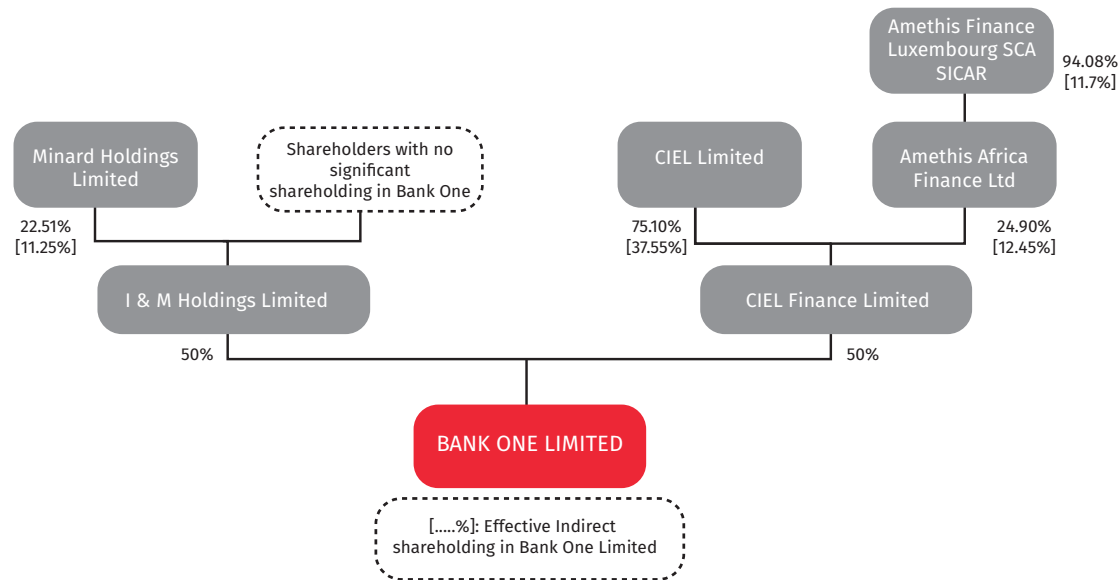 Amethis Finance
Luxembourg SCA
SICAR
94.08%
[11.7%]
Minard Holdings
Limited
Shareholders with no
significant
shareholding in Bank One
CIEL Limited
Amethis Africa
Finance Ltd
22.51%
[11.25%]
75.10%
[37.55%]
24.90%
[12.45%]
I & M Holdings Limited
CIEL Finance Limited
50%
50%
BANK ONE LIMITED
[.....%]: Effective Indirect
shareholding in Bank One Limited